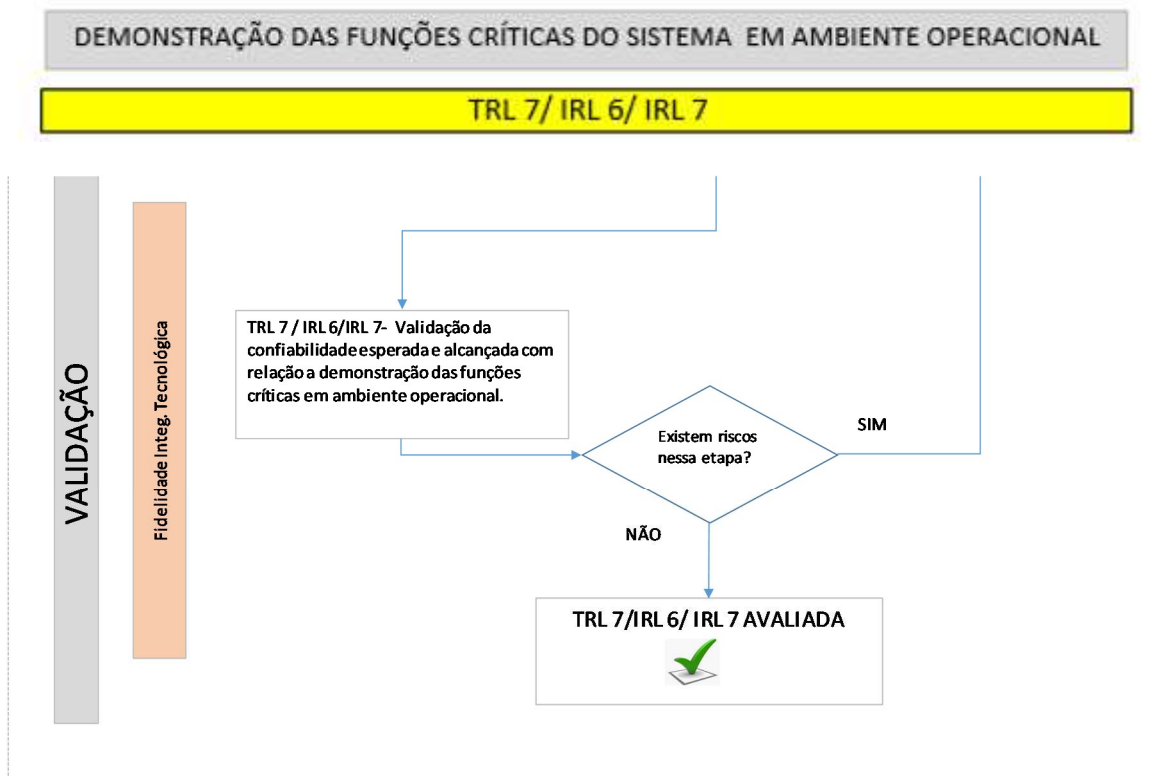 DEMONSTRAÇÃO DAS FUNÇÕES CRÍTICAS DO SISTEMA EM AMBIENTE OPERACIONAL
TRL 7/ IRL 6/ IRL 7
VALIDAÇÃO
Fidelidade Integ. Tecnológica
TRL 7 / IRL 6/IRL 7- Validação da
confiabilidade esperada e alcançada com
relação a demonstração das funções
críticas em ambiente operacional.
Existem riscos
nessa etapa?
SIM
NÃO
TRL 7/IRL 6/ IRL 7 AVALIADA